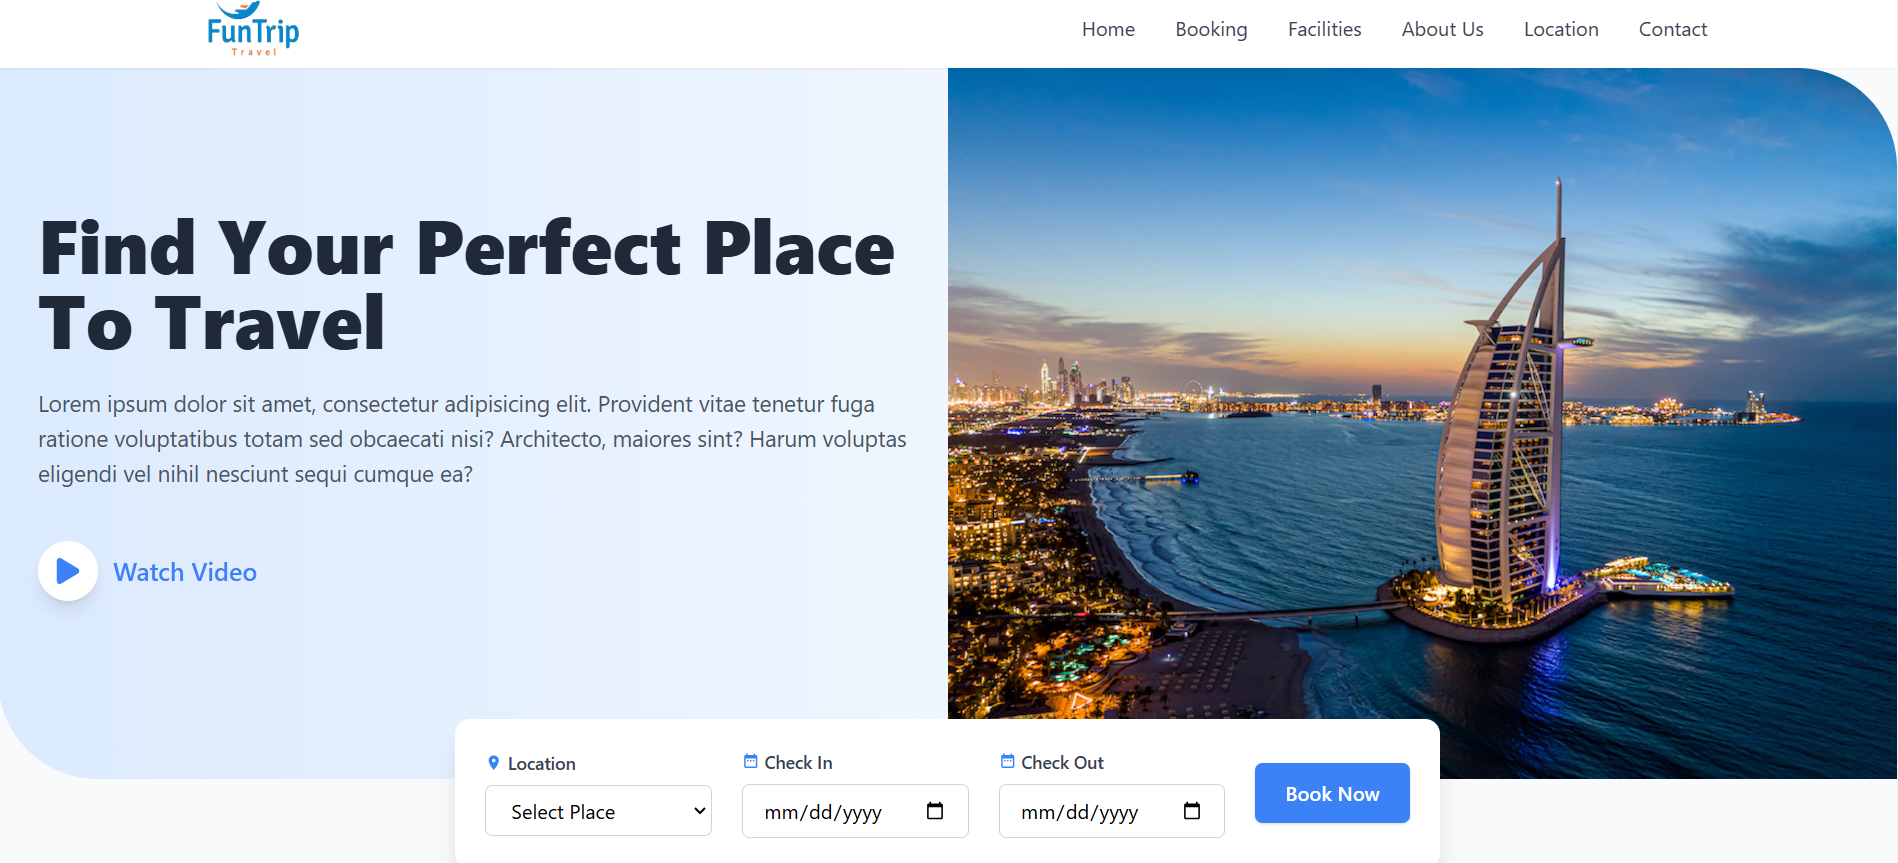 FunTrip
Travel
Home
Booking
Facilities
About Us
Location
Contact
Find Your Perfect Place
To Travel
Lorem ipsum dolor sit amet, consectetur adipisicing elit. Provident vitae tenetur fuga
ratione voluptatibus totam sed obcaecati nisi? Architecto, maiores sint? Harum voluptas
eligendi vel nihil nesciunt sequi cumque ea?
Watch Video
Location
Select Place
Check In
mm/dd/yyyy
Check Out
mm/dd/yyyy
Book Now